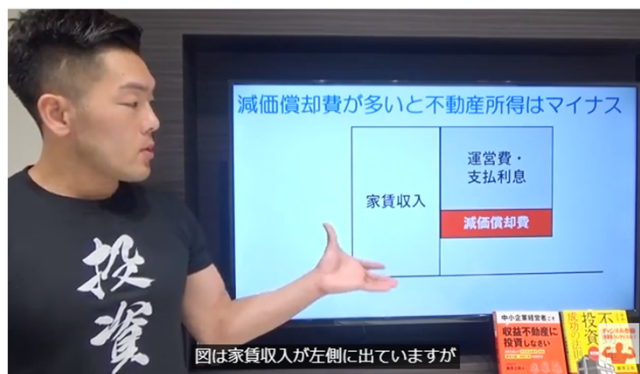 減価償却費が多いと不動産所得はマイナス
運営費・
支払利息
家賃収入
減価償却費
投資
中小企業経営者こそ
収益不動産に
投資しなさい
図は家賃収入が左側に出ていますが